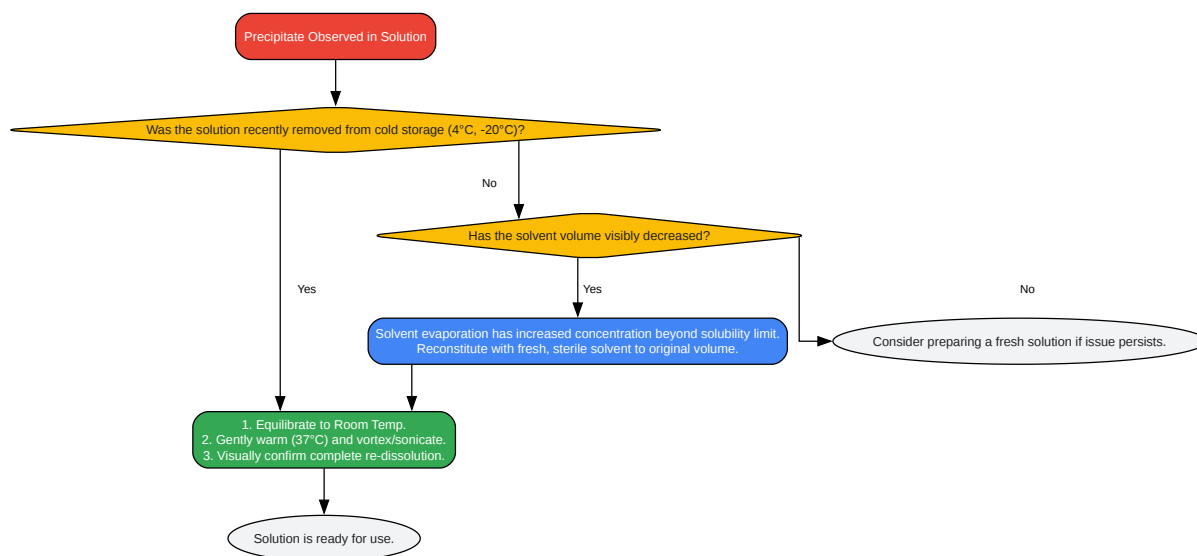 Precipitate Observed in Solution
Was the solution recently removed from cold storage (4°C, -20°C)?
No
Has the solvent volume visibly decreased?
Yes
Yes
No
Solvent evaporation has increased concentration beyond solubility limit.
Reconstitute with fresh, sterile solvent to original volume.
Consider preparing a fresh solution if issue persists.
1. Equilibrate to Room Temp.
2. Gently warm (37°C) and vortex/sonicate.
3. Visually confirm complete re-dissolution.
Solution is ready for use.